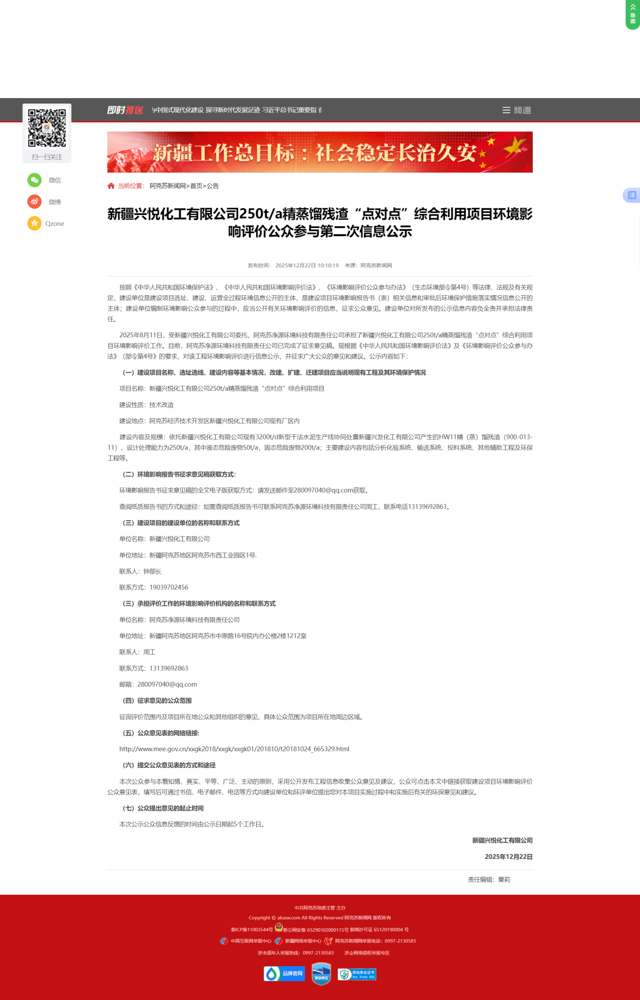 隐藏
即时推送
中国式现代化建设 探寻新时代发展足迹 习近平总书记重要指
频道
扫一扫关注
微信
微博
Qzone
新疆工作总目标：社会稳定长治久安
当前位置： 阿克苏新闻网>首页>公告
译
新疆兴悦化工有限公司250t/a精蒸馏残渣“点对点”综合利用项目环境影
响评价公众参与第二次信息公示
发布时间： 2025年12月22日 10:10:19 来源：阿克苏新闻网
按照《中华人民共和国环境保护法》、《中华人民共和国环境影响评价法》、《环境影响评价公众参与办法》（生态环境部令第4号）等法律、法规及有关规
定，建设单位是建设项目选址、建设、运营全过程环境信息公开的主体，是建设项目环境影响报告书（表）相关信息和审批后环境保护措施落实情况信息公开的
主体；建设单位编制环境影响公众参与的过程中，应当公开有关环境影响评价的信息，征求公众意见。建设单位对所发布的公示信息内容负全责并承担法律责
任。
2025年8月11日，受新疆兴悦化工有限公司委托，阿克苏净源环境科技有限责任公司承担了新疆兴悦化工有限公司250t/a精蒸馏残渣“点对点”综合利用项
目环境影响评价工作。目前，阿克苏净源环境科技有限责任公司已完成了征求意见稿。现根据《中华人民共和国环境影响评价法》及《环境影响评价公众参与办
法》（部令第4号》的要求，对该工程环境影响评价进行信息公示，并征求广大公众的意见和建议。公示内容如下：
（一）建设项目名称、选址选线、建设内容等基本情况，改建、扩建、迁建项目应当说明现有工程及其环境保护情况
项目名称：新疆兴悦化工有限公司250t/a精蒸馏残渣“点对点”综合利用项目
建设性质：技术改造
建设地点：阿克苏经济技术开发区新疆兴悦化工有限公司现有厂区内
建设内容及规模：依托新疆兴悦化工有限公司现有3200t/d新型干法水泥生产线协同处置新疆兴发化工有限公司产生的HW11精（蒸）馏残渣（900-013-
11），设计处理能力为250t/a，其中液态危险废物50t/a，固态危险废物200t/a；主要建设内容包括分析化验系统、输送系统、投料系统、其他辅助工程及环保
工程等。
（二）环境影响报告书征求意见稿获取方式：
环境影响报告书征求意见稿的全文电子版获取方式：请发送邮件至280097040@qq.com获取。
查阅纸质报告书的方式和途径：如需查阅纸质报告书可联系阿克苏净源环境科技有限责任公司周工，联系电话13139692863。
（三）建设项目的建设单位的名称和联系方式
单位名称：新疆兴悦化工有限公司
单位地址：新疆阿克苏地区阿克苏市西工业园区1号.
联系人：钟部长
联系方式：19039702456
（三）承担评价工作的环境影响评价机构的名称和联系方式
单位名称：阿克苏净源环境科技有限责任公司
单位地址：新疆阿克苏地区阿克苏市中原路16号院内办公楼2楼1212室
联系人：周工
联系方式：13139692863
邮箱：280097040@qq.com
（四）征求意见的公众范围
征询评价范围内及项目所在地公众和其他组织的意见，具体公众范围为项目所在地周边区域。
（五）公众意见表的网络链接:
http://www.mee.gov.cn/xxgk2018/xxgk/xxgk01/201810/t20181024_665329.html
（六）提交公众意见表的方式和途径
本次公众参与本着知情、真实、平等、广泛、主动的原则，采用公开发布工程信息收集公众意见及建议，公众可点击本文中链接获取建设项目环境影响评价
公众意见表，填写后可通过书信、电子邮件、电话等方式向建设单位和环评单位提出您对本项目实施过程中和实施后有关的环保意见和建议。
（七）公众提出意见的起止时间
本次公示公众信息反馈的时间由公示日期起5个工作日。
新疆兴悦化工有限公司
2025年12月22日
责任编辑：夏莉
中共阿克苏地委主管 主办
Copyright © aksxw.com All Rights Reserved 阿克苏新闻网 版权所有
新ICP备11003544号 新公网安备 65290102000115号 新闻许可证 65120190004 号
中国互联网举报中心 新疆网络举报中心 阿克苏新闻网举报电话：0997-2130583
涉未成年人举报热线：0997-2130583 涉企网络侵权举报专区
品牌官网
事业单位
网站安全证书
Xcc Trust SSL